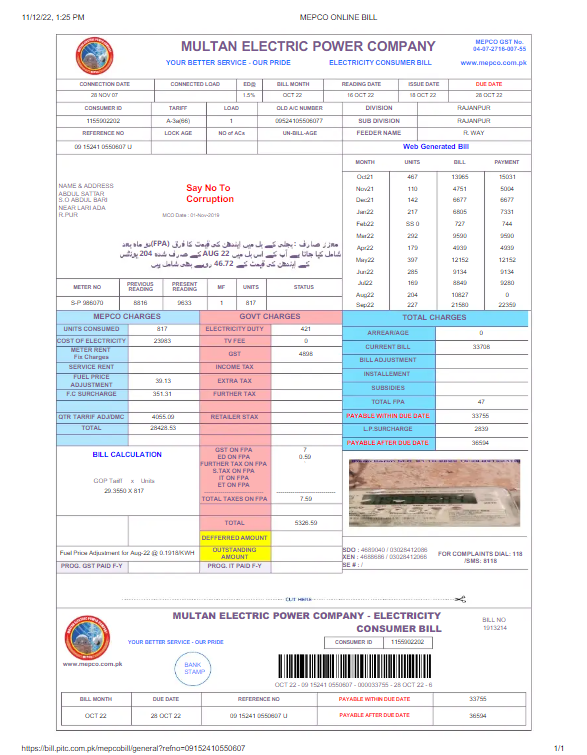 11/12/22, 1:25 PM MEPCO ONLINE BILL
MULTAN ELECTRIC POWER COMPANY
YOUR BETTER SERVICE - OUR PRIDE ELECTRICITY CONSUMER BILL
MEPCO GST No.
04-07-2716-007-55
www.mepco.com.pk
CONNECTION DATE CONNECTED LOAD ED@ BILL MONTH READING DATE ISSUE DATE DUE DATE
28 NOV 07 1.5% OCT 22 16 OCT 22 18 OCT 22 28 OCT 22
CONSUMER ID TARIFF LOAD OLD A/C NUMBER DIVISION RAJANPUR
1155902202 A-3a(66) 1 09524105506077 SUB DIVISION RAJANPUR
REFERENCE NO LOCK AGE NO of ACs UN-BILL-AGE FEEDER NAME R.WAY
09 15241 0550607 U Web Generated Bill
MONTH UNITS BILL PAYMENT
Oct21 467 13965 15031
Nov21 110 4751 5004
Dec21 142 6677 6677
Jan22 217 6805 7331
Feb22 SS 0 727 744
Mar22 292 9590 9590
Apr22 179 4939 4939
May22 397 12152 12152
Jun22 285 9134 9134
Jul22 169 8849 9280
Aug22 204 10827 0
Sep22 227 21580 22359
NAME & ADDRESS
ABDUL SATTAR
S.O ABDUL BARI
NEAR LARI ADA
R.PUR
Say No To
Corruption
MCO Date : 01-Nov-2018
معزز صارف : بجلی کے بل میں ایندھن کی قیمت کا فرق (FPA) دو ماہ بعد
شامل کیا جاتا ہے آپ کے اس بل میں AUG 22 کے صرف شدہ 204 یونٹس
کے ایندھن کی قیمت کے 46.72 روپے بھی شامل ہیں
METER NO PREVIOUS READING PRESENT READING MF UNITS STATUS
S-P 986079 8816 9633 1 817
MEPCO CHARGES GOVT CHARGES TOTAL CHARGES
UNITS CONSUMED 817 ELECTRICITY DUTY 421
COST OF ELECTRICITY 23983 TV FEE 0
METER RENT
Fix Charges
GST 4898
SERVICE RENT INCOME TAX
FUEL PRICE ADJUSTMENT 39.13 EXTRA TAX
F.C SURCHARGE 351.31 FURTHER TAX
QTR TARRIF ADJ/DMC 4055.09 RETAILER STAX
TOTAL 28428.53
ARREAR/AGE 0
CURRENT BILL 33708
BILL ADJUSTMENT
INSTALLEMENT
SUBSIDIES
TOTAL FPA 47
PAYABLE WITHIN DUE DATE 33755
L.P.SURCHARGE 2839
PAYABLE AFTER DUE DATE 36594
BILL CALCULATION
GOP Tariff x Units
29.3550 X 817
GST ON FPA 7
ED ON FPA 0.59
FURTHER TAX ON FPA
S.TAX ON FPA
IT ON FPA
ET ON FPA
TOTAL TAXES ON FPA 7.59
TOTAL 5326.59
DEFFERRED AMOUNT
Fuel Price Adjustment for Aug-22 @ 0.1918/KWH OUTSTANDING AMOUNT
PROG. GST PAID F-Y PROG. IT PAID F-Y
SDO : 4689040 / 03028412086
XEN : 4688686 / 03028412066
SE # : /
FOR COMPLAINTS DIAL: 118
/SMS: 8118
CUT HERE
MULTAN ELECTRIC POWER COMPANY - ELECTRICITY
CONSUMER BILL
BILL NO
1913214
YOUR BETTER SERVICE - OUR PRIDE CONSUMER ID 1155902202
www.mepco.com.pk
BANK
STAMP
OCT 22 - 09 15241 0550607 - 000033755 - 28 OCT 22 - 6
BILL MONTH DUE DATE REFERENCE NO PAYABLE WITHIN DUE DATE 33755
OCT 22 28 OCT 22 09 15241 0550607 U PAYABLE AFTER DUE DATE 36594
https://bill.pitc.com.pk/mepcobill/general?refno=09152410550607 1/1